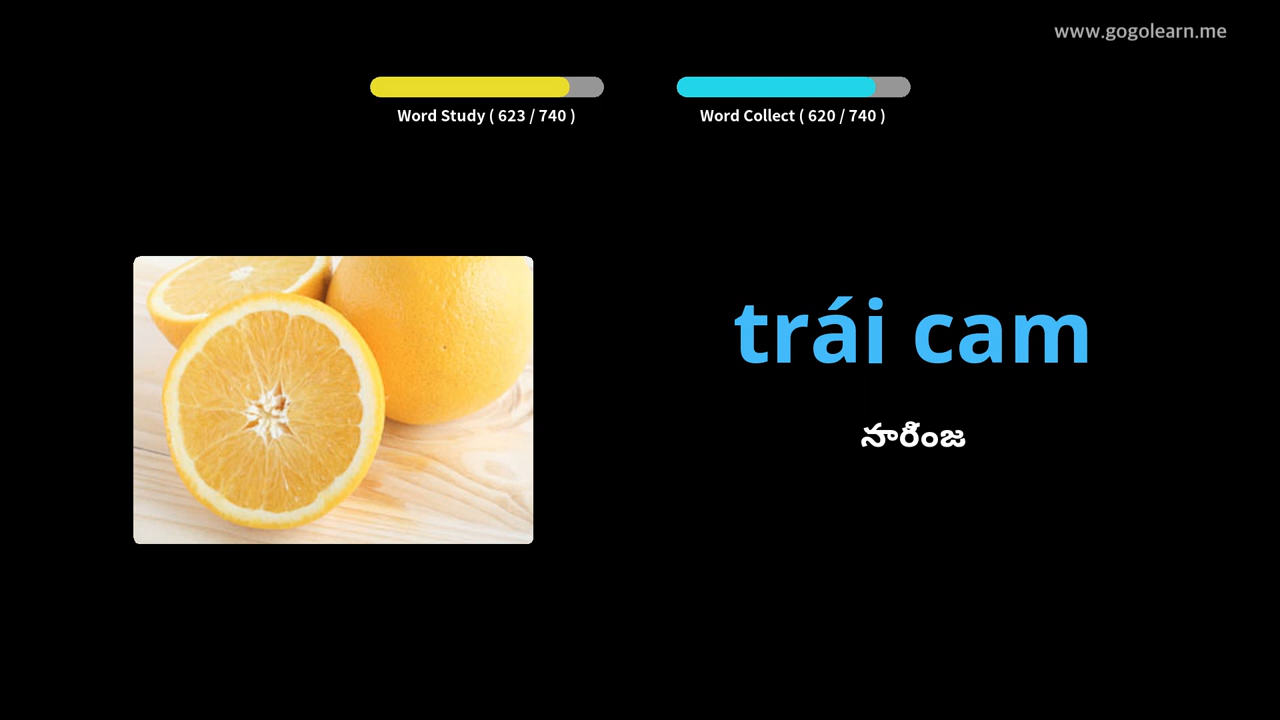 www.gogolearn.me
Word Study ( 623 / 740 )
Word Collect ( 620 / 740 )
trái cam
నారింజ